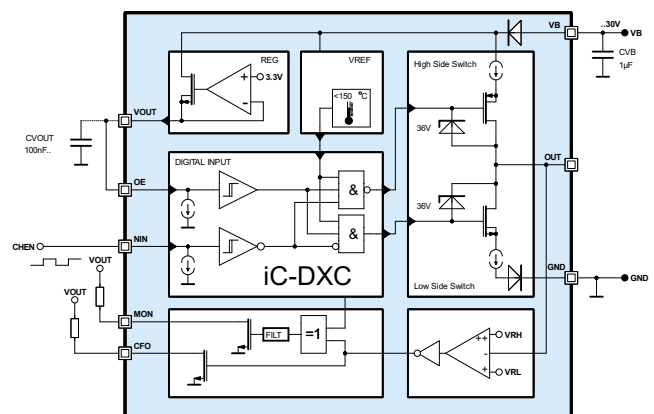 VB
..30V
VB
CVB
1µF
REG
3.3V
+
-
VREF
<150 °C
High Side Switch
36V
VOUT
CVOUT
100nF..
DIGITAL INPUT
OE
&
&
OUT
36V
CHEN
NIN
iC-DXC
GND
GND
Low Side Switch
VOUT
VOUT
MON
FILT
=1
CFO
++
-
+
VRH
VRL